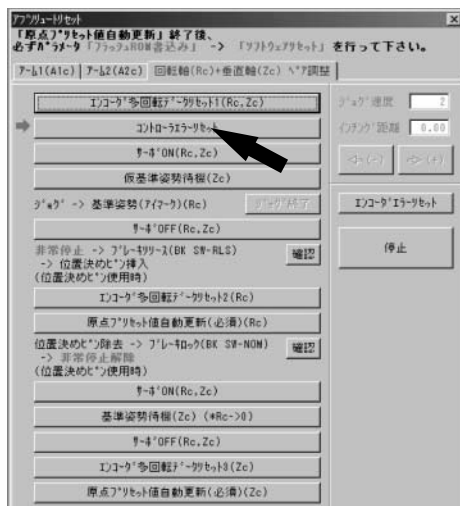 アブソリュートリセット
「原点プリセット値自動更新」終了後、
必ずパラメータ「フラッシュROM書込み」 -> 「ソフトウェアリセット」を行って下さい。
アーム1(A1c)
アーム2(A2c)
回転軸(Rc)+垂直軸(Zc) ペア調整
エンコーダ多回転データリセット1(Rc,Zc)
コントローラエラーリセット
サーボON(Rc,Zc)
仮基準姿勢待機(Zc)
ジョグ -> 基準姿勢(アイマーク)(Rc)
ジョグ終了
サーボOFF(Rc,Zc)
非常停止 -> ブレーキリリース(BK SW-RLS)
-> 位置決めピン挿入
(位置決めピン使用時)
確認
エンコーダ多回転データリセット2(Rc)
原点プリセット値自動更新(必須)(Rc)
位置決めピン除去 -> ブレーキロック(BK SW-NOM)
-> 非常停止解除
(位置決めピン使用時)
確認
サーボON(Rc,Zc)
基準姿勢待機(Zc) (*Rc->0)
サーボOFF(Rc,Zc)
エンコーダ多回転データリセット3(Zc)
原点プリセット値自動更新(必須)(Zc)
ジョグ速度 2
インチング距離 0.00
(-)
(+)
エンコーダエラーリセット
停止